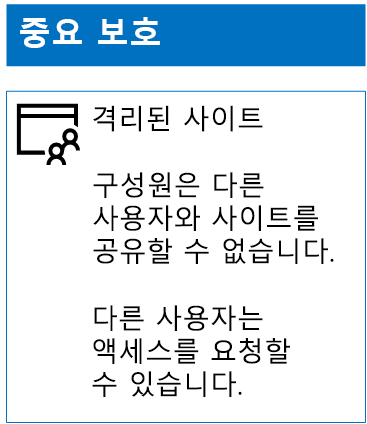 중요 보호
격리된 사이트
구성원은 다른
사용자와 사이트를
공유할 수 없습니다.
다른 사용자는
액세스를 요청할
수 있습니다.